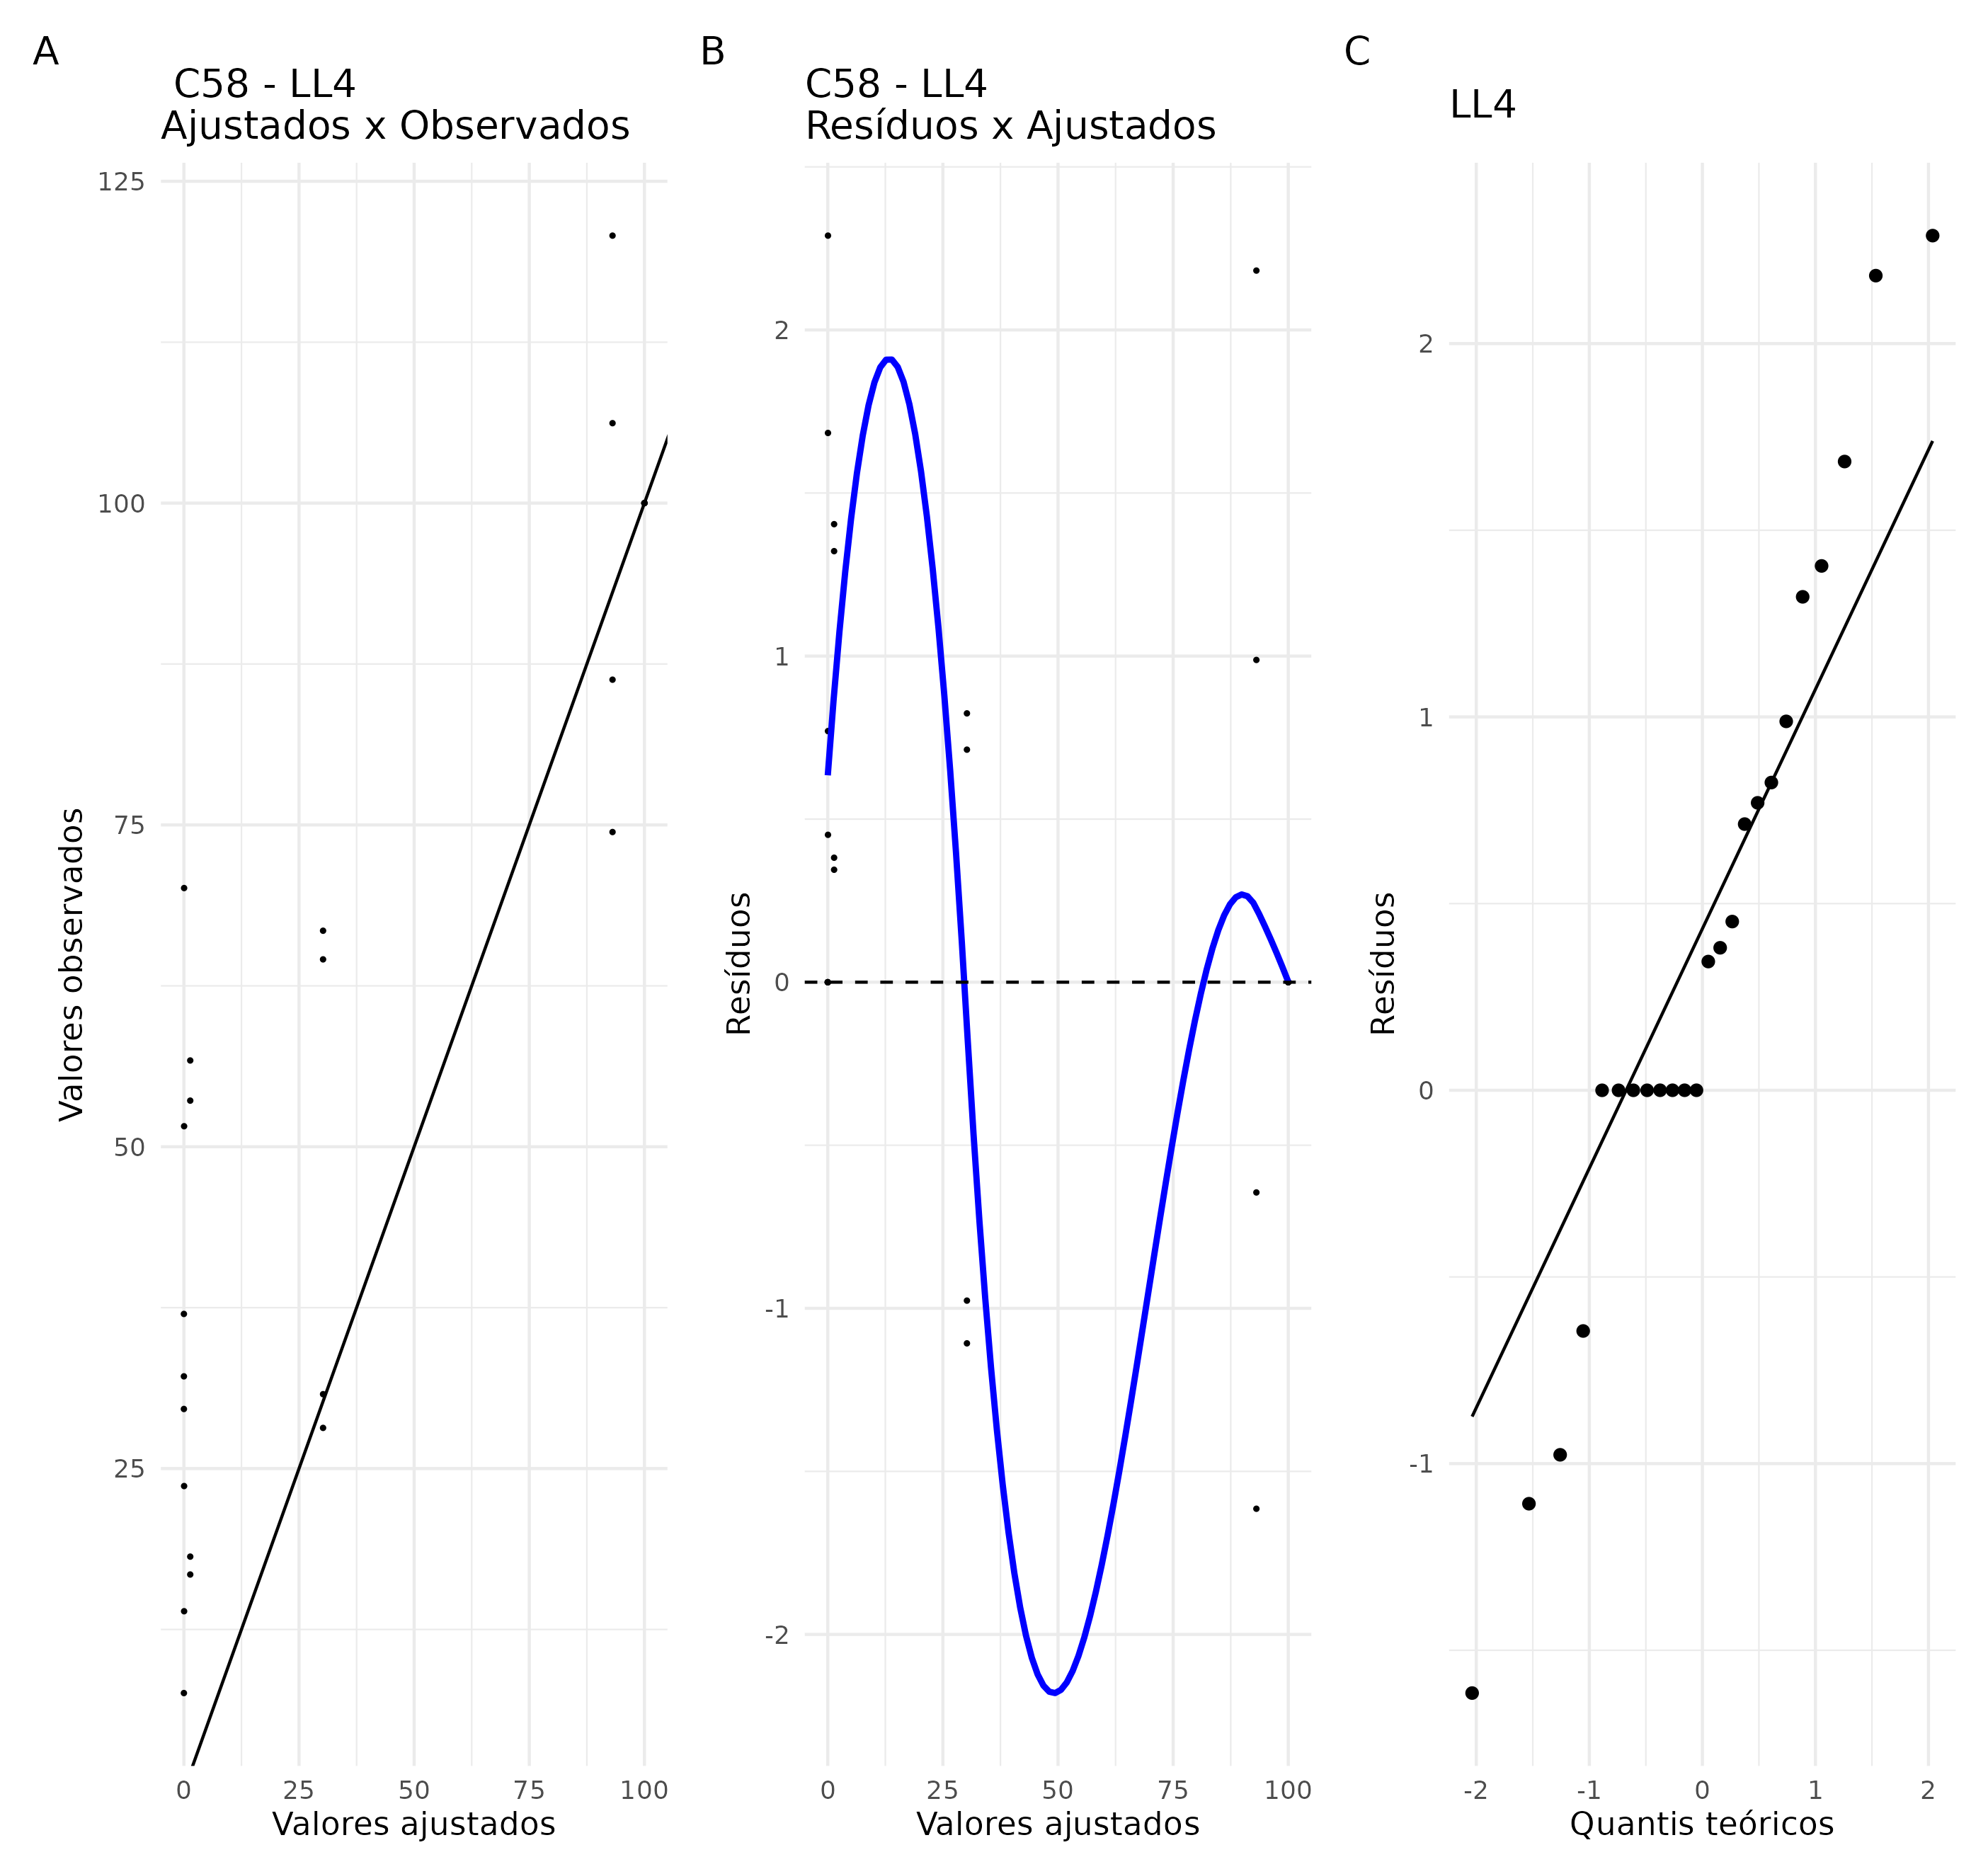 A
C58 - LL4
Ajustados x Observados
125
100
75
50
25
Valores observados
0
25
50
75
100
Valores ajustados
B
C58 - LL4
Resíduos x Ajustados
2
1
0
-1
-2
Resíduos
0
25
50
75
100
Valores ajustados
C
LL4
2
1
0
-1
Resíduos
-2
-1
0
1
2
Quantis teóricos